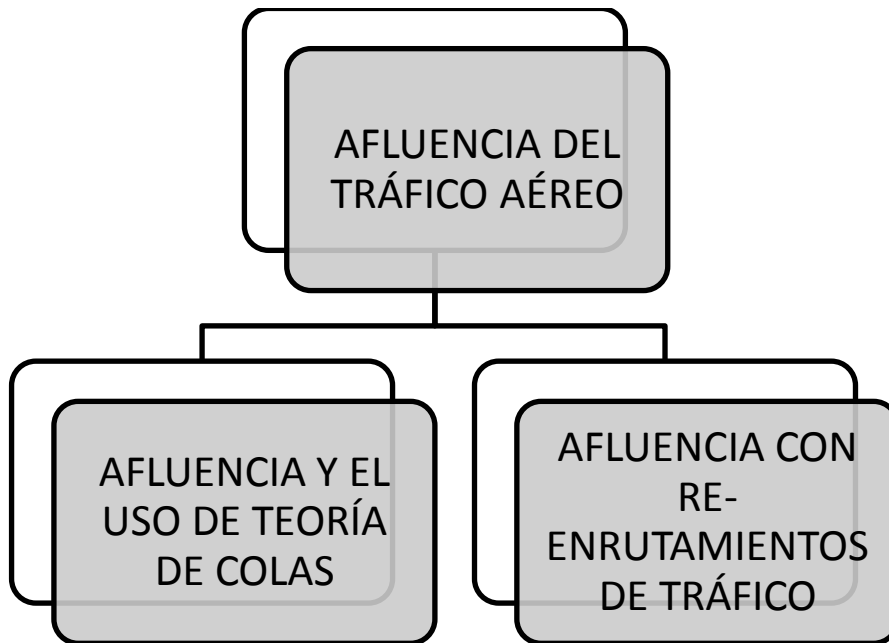 AFLUENCIA DEL
TRÁFICO AÉREO
AFLUENCIA Y EL
USO DE TEORÍA
DE COLAS
AFLUENCIA CON
RE-
ENRUTAMIENTOS
DE TRÁFICO